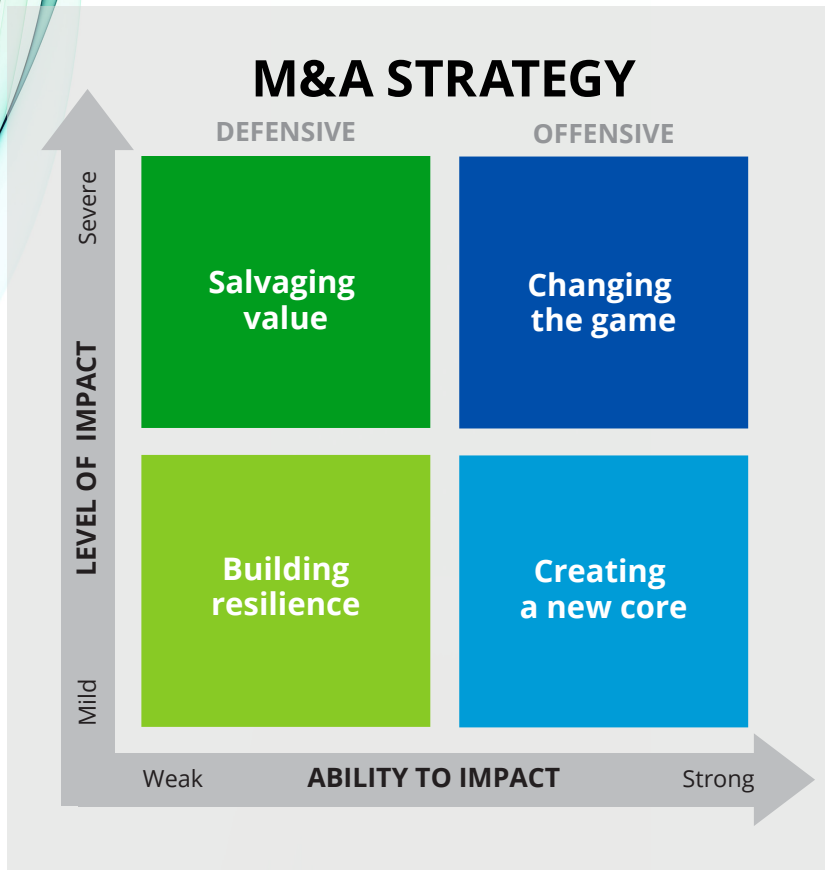 M&A STRATEGY
DEFENSIVE
OFFENSIVE
Severe
LEVEL OF IMPACT
Mild
Salvaging
value
Changing
the game
Building
resilience
Creating
a new core
Weak
ABILITY TO IMPACT
Strong